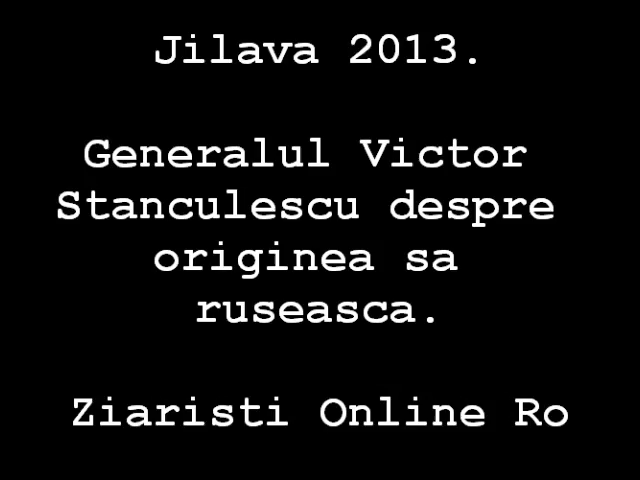 Jilava 2013.
Generalul Victor
Stanculescu despre
originea sa
ruseasca.
Ziaristi Online Ro